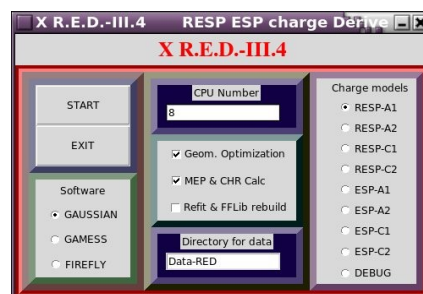 X R.E.D.-III.4 RESP ESP charge Derive
X R.E.D.-III.4
START
EXIT
Software
GAUSSIAN
GAMESS
FIREFLY
CPU Number
8
Geom. Optimization
MEP & CHR Calc
Refit & FFLib rebuild
Directory for data
Data-RED
Charge models
RESP-A1
RESP-A2
RESP-C1
RESP-C2
ESP-A1
ESP-A2
ESP-C1
ESP-C2
DEBUG